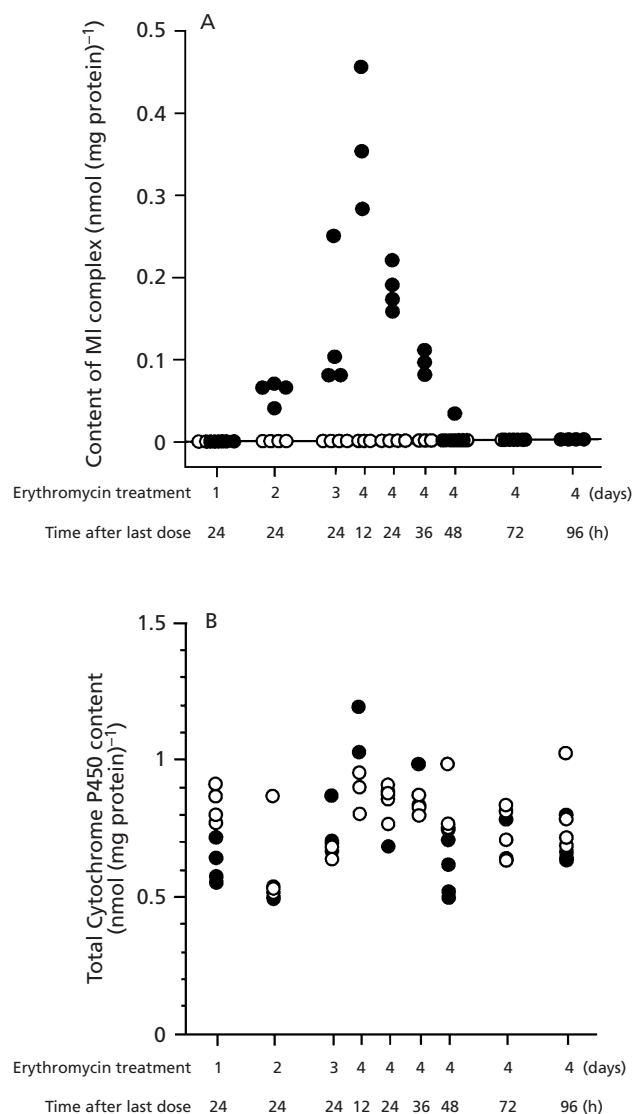 A
Content of MI complex (nmol (mg protein)⁻¹)
0.5
0.4
0.3
0.2
0.1
0
Erythromycin treatment 1 2 3 4 4 4 4 4 4 (days)
Time after last dose 24 24 24 12 24 36 48 72 96 (h)
B
Total Cytochrome P450 content
(nmol (mg protein)⁻¹)
1.5
1
0.5
0
Erythromycin treatment 1 2 3 4 4 4 4 4 4 (days)
Time after last dose 24 24 24 12 24 36 48 72 96 (h)